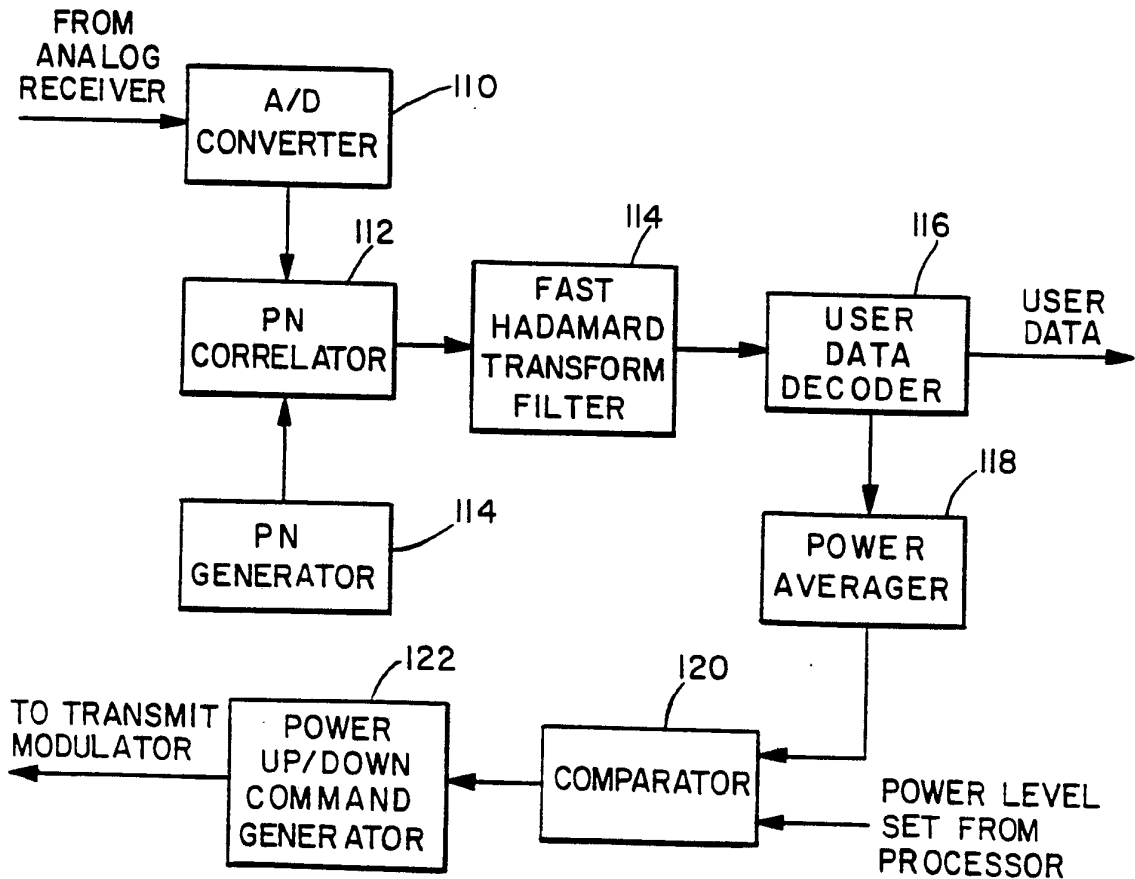 FROM
ANALOG
RECEIVER
A/D
CONVERTER
110
112
PN
CORRELATOR
114
FAST
HADAMARD
TRANSFORM
FILTER
116
USER
DATA
DECODER
USER
DATA
PN
GENERATOR
114
118
POWER
AVERAGER
TO TRANSMIT
MODULATOR
122
POWER
UP/DOWN
COMMAND
GENERATOR
120
COMPARATOR
POWER LEVEL
SET FROM
PROCESSOR